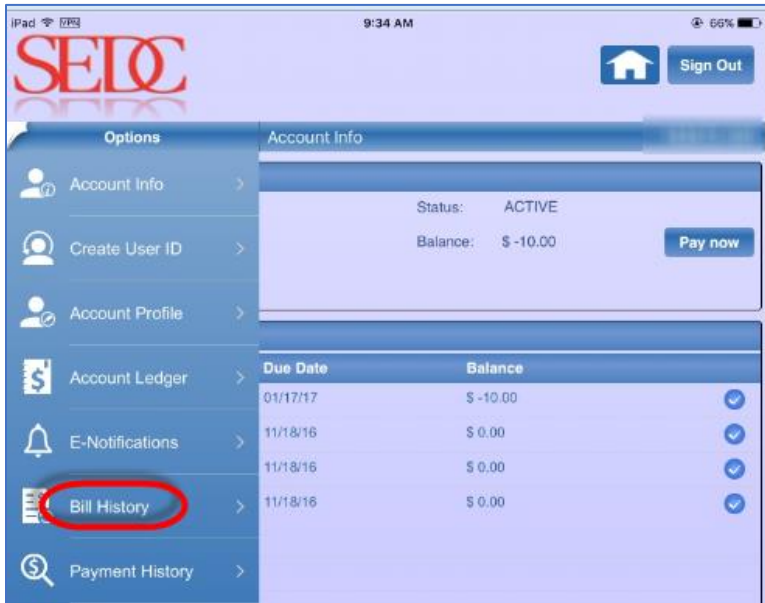 iPad VPN 9:34 AM 66%
SEDC
Sign Out
Options
Account Info
Account Info
Status: ACTIVE
Create User ID
Balance: $ -10.00 Pay now
Account Profile
Due Date Balance
Account Ledger
01/17/17 $ -10.00
E-Notifications
11/18/16 $ 0.00
11/18/16 $ 0.00
Bill History
11/18/16 $ 0.00
Payment History